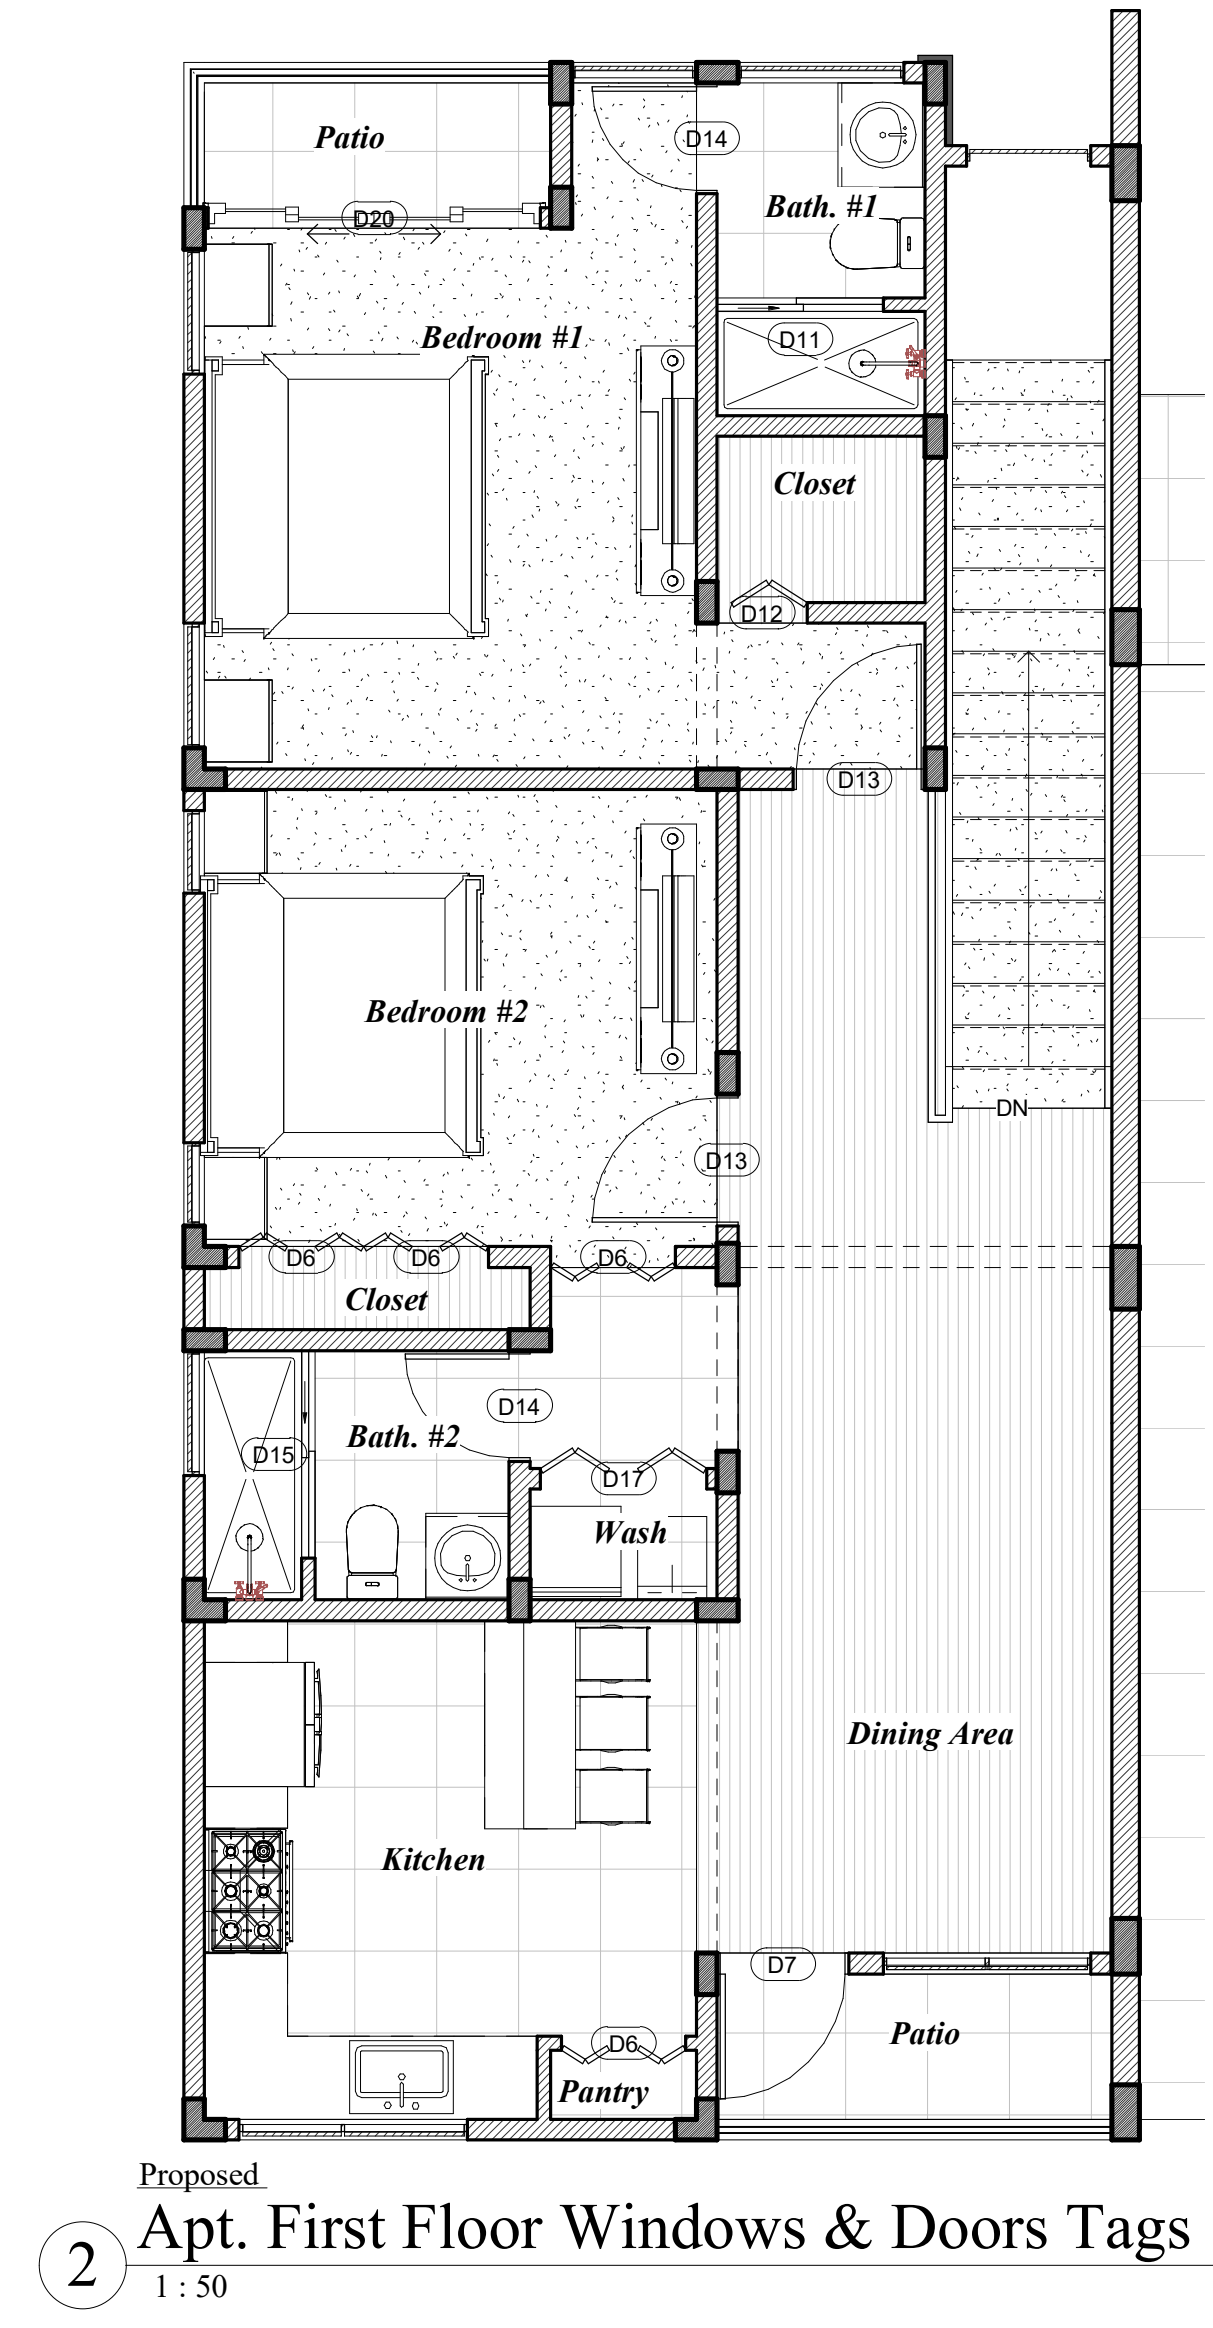 Patio
D14
Bath. #1
D20
Bedroom #1
D11
Closet
D12
D13
Bedroom #2
DN
D13
D6
D6
D6
Closet
D14
Bath. #2
D15
D17
Wash
Dining Area
Kitchen
D7
Patio
D6
Pantry
Proposed
2
Apt. First Floor Windows & Doors Tags
1 : 50